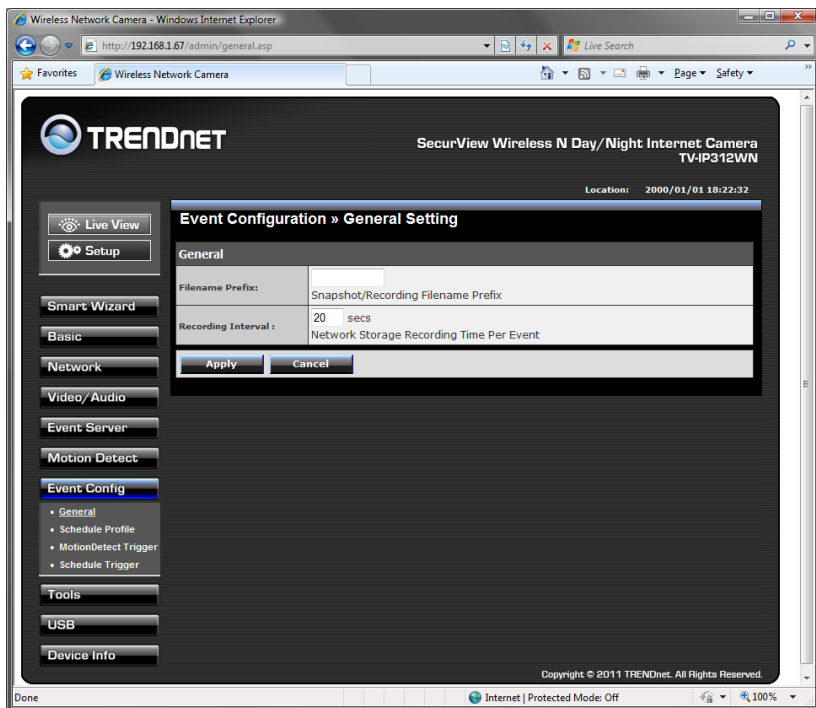 Wireless Network Camera - Windows Internet Explorer
http://192.168.1.67/admin/general.asp
Live Search
Favorites
Wireless Network Camera
Page
Safety
»
TRENDNET
SecurView Wireless N Day/Night Internet Camera
TV-IP312WN
Location: 2000/01/01 18:22:32
Live View
Setup
Event Configuration » General Setting
General
Filename Prefix:
Snapshot/Recording Filename Prefix
Recording Interval :
20 secs
Network Storage Recording Time Per Event
Apply
Cancel
Smart Wizard
Basic
Network
Video/Audio
Event Server
Motion Detect
Event Config
• General
• Schedule Profile
• MotionDetect Trigger
• Schedule Trigger
Tools
USB
Device Info
Copyright © 2011 TRENDnet. All Rights Reserved.
Done
Internet | Protected Mode: Off
100%